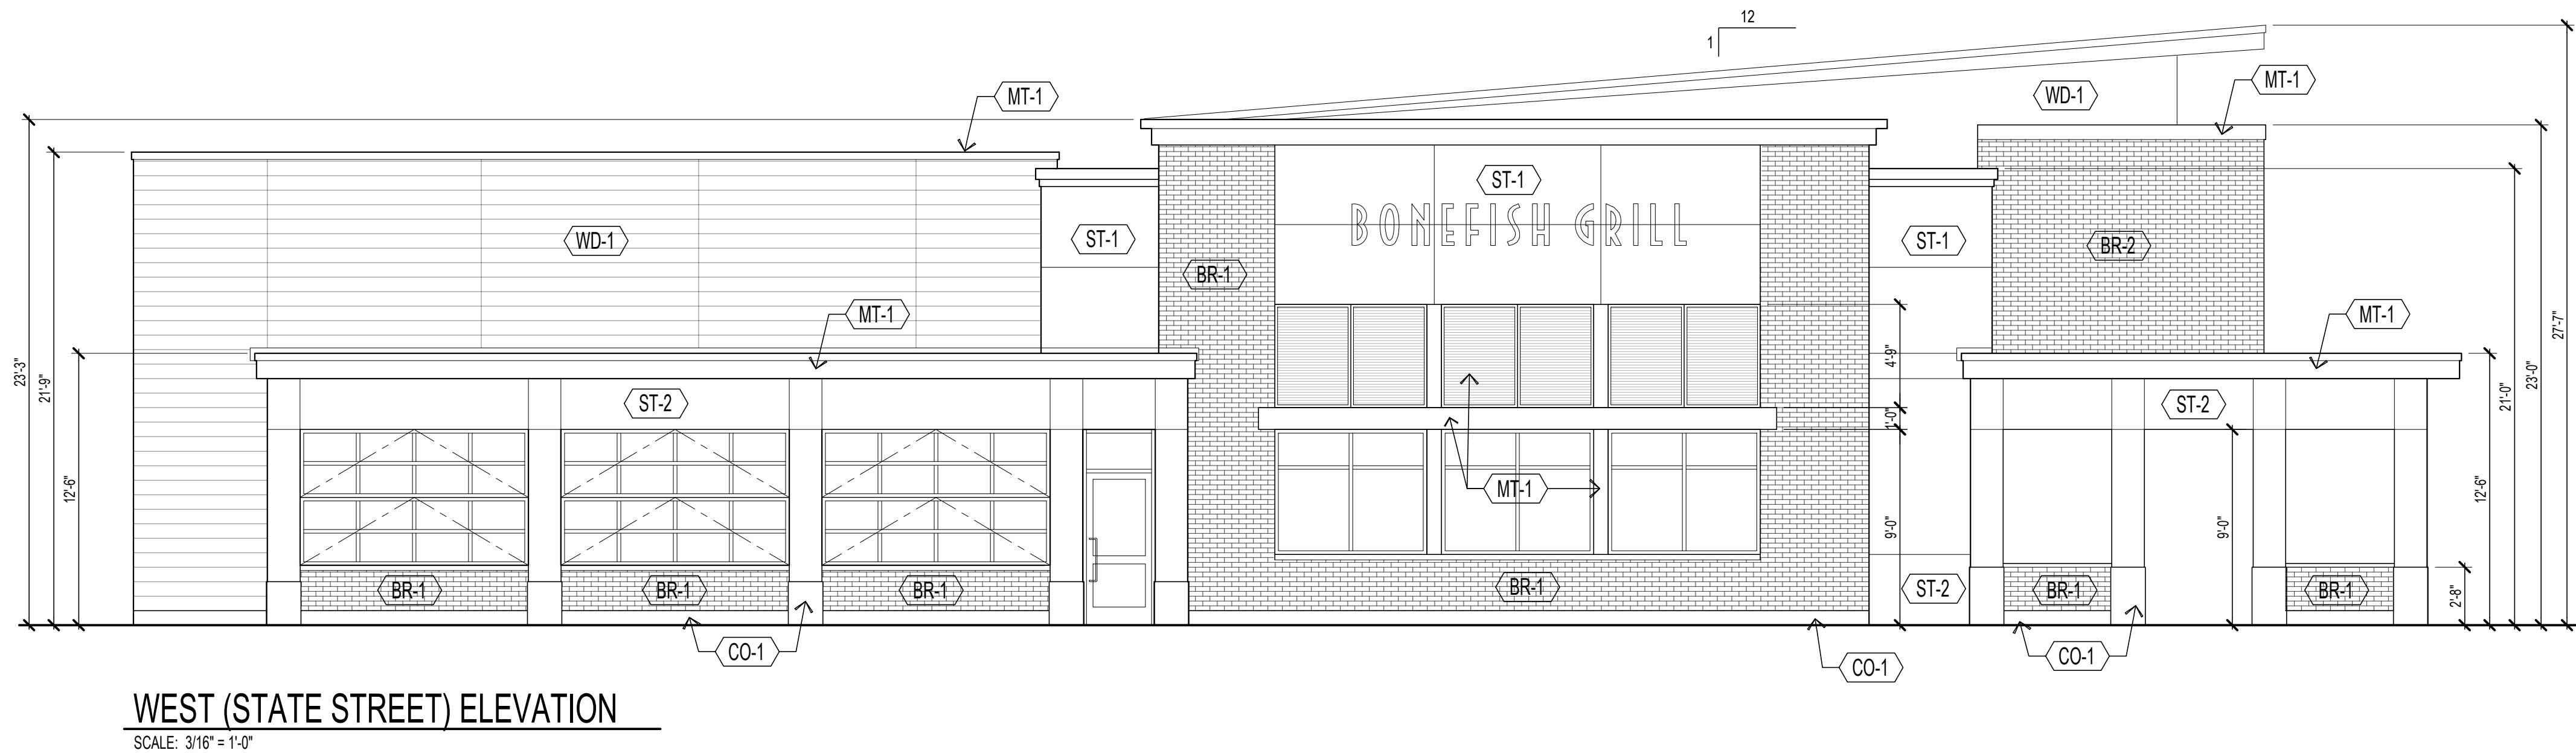 12
1
MT-1
MT-1
WD-1
ST-1
BONEFISH GRILL
WD-1
ST-1
ST-1
BR-2
BR-1
MT-1
MT-1
23'-3"
21'-9"
12'-6"
4'-9"
1'-0"
9'-0"
27'-7"
23'-0"
21'-0"
12'-6"
9'-0"
2'-8"
ST-2
ST-2
MT-1
BR-1
BR-1
BR-1
BR-1
ST-2
BR-1
BR-1
CO-1
CO-1
CO-1
WEST (STATE STREET) ELEVATION
SCALE: 3/16" = 1'-0"